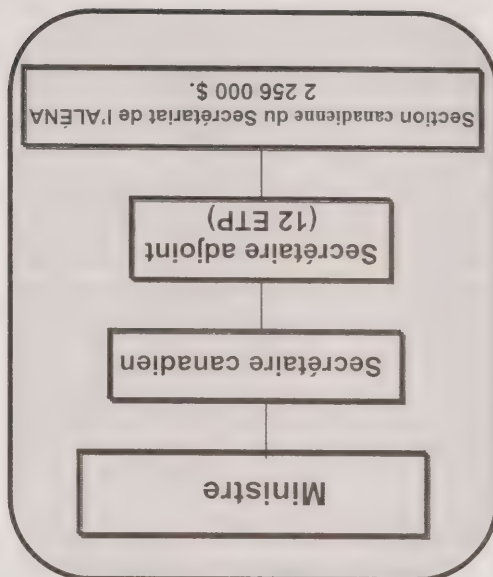 Ministre
Secrétaire canadien
Secrétaire adjoint
(12 ETP)
Section canadienne du Secrétariat de l'ALÉNA
2 256 000 $.